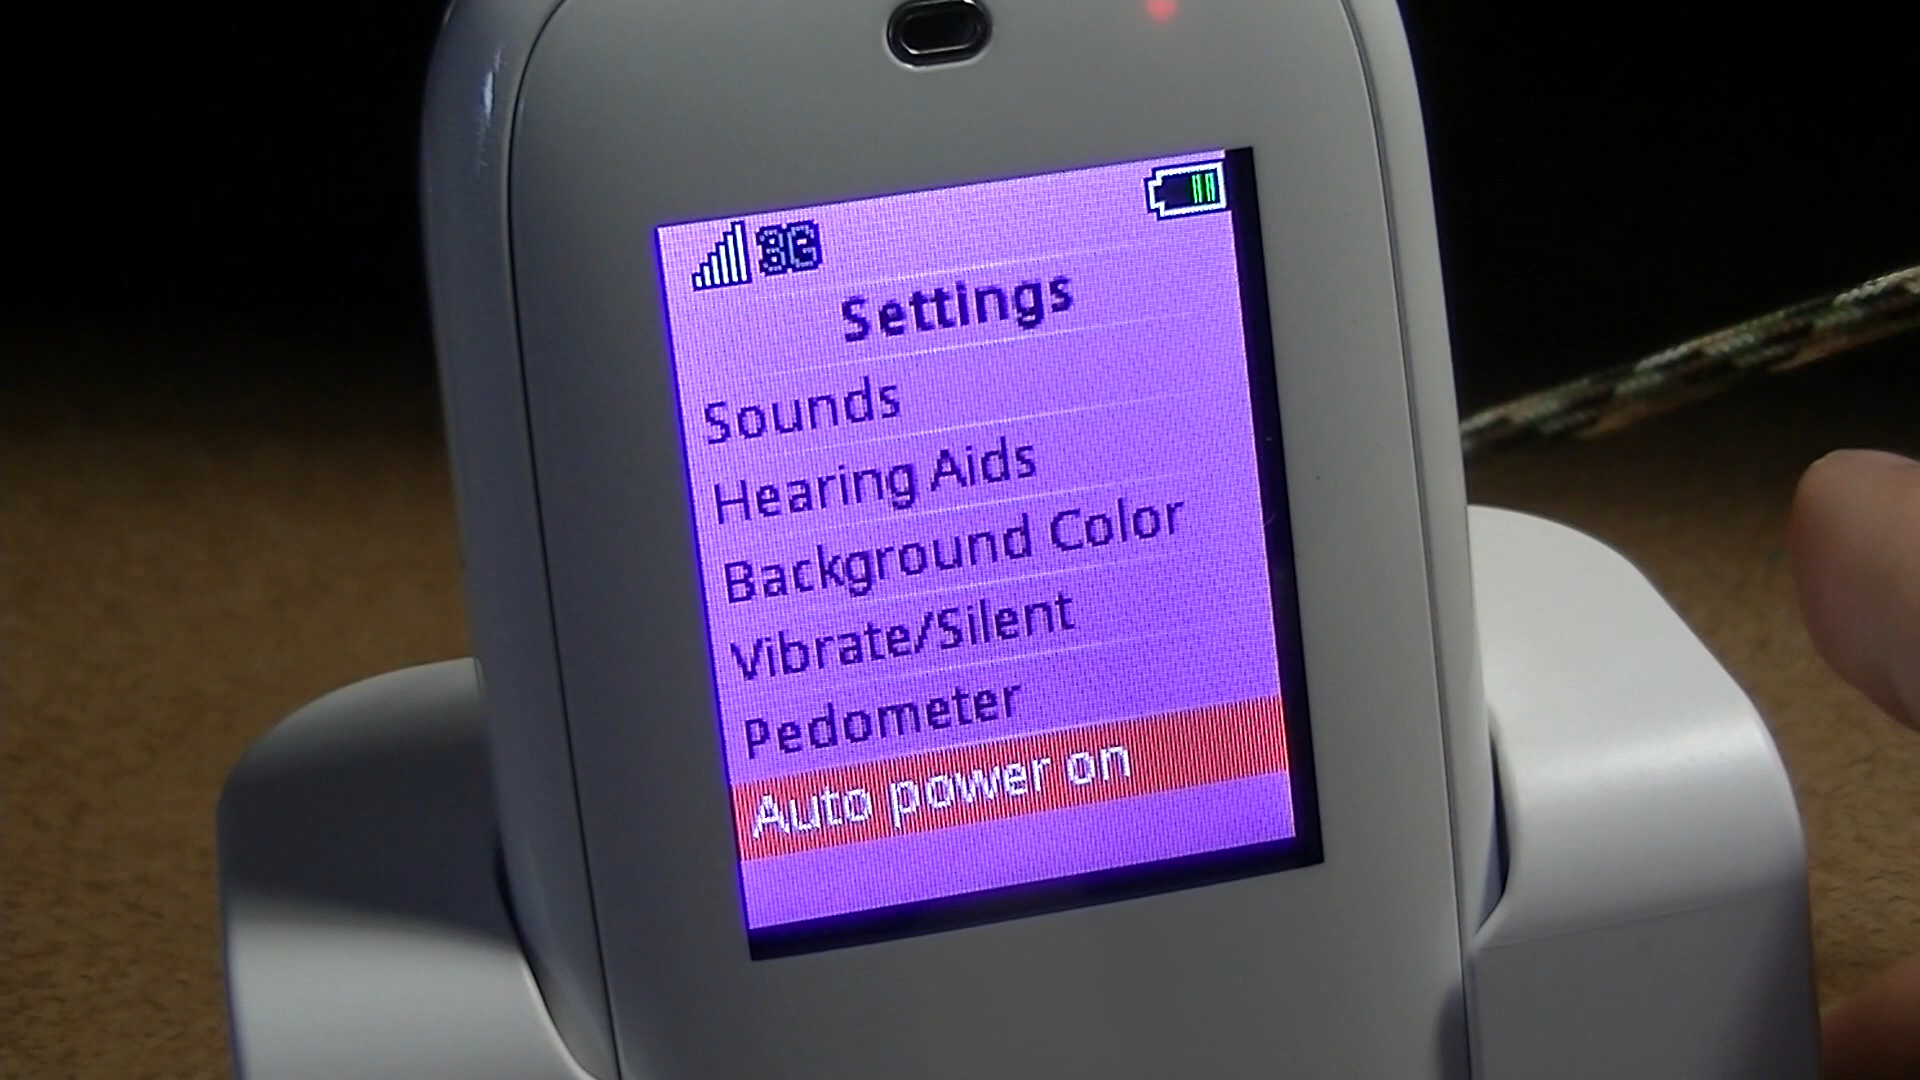 3G
Settings
Sounds
Hearing Aids
Background Color
Vibrate/Silent
Pedometer
Auto power on